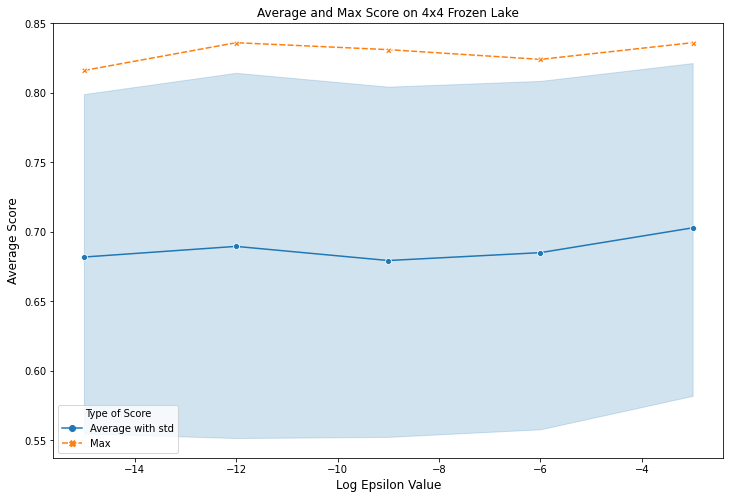 Average and Max Score on 4x4 Frozen Lake
Average Score
0.85
0.80
0.75
0.70
0.65
0.60
0.55
Type of Score
Average with std
Max
−14
−12
−10
−8
−6
−4
Log Epsilon Value